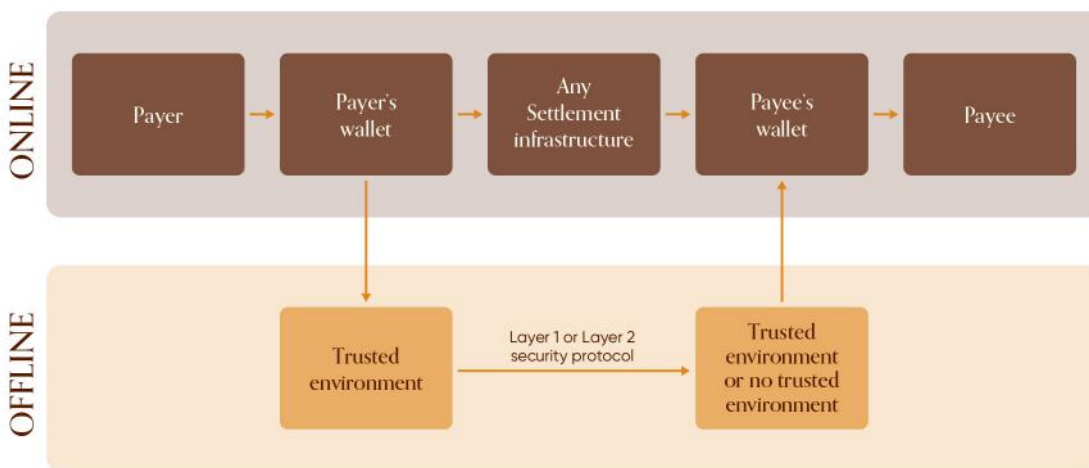 ONLINE
Payer
Payer's
wallet
Any
Settlement
infrastructure
Payee's
wallet
Payee
OFFLINE
Trusted
environment
Layer 1 or Layer 2
security protocol
Trusted
environment
or no trusted
environment